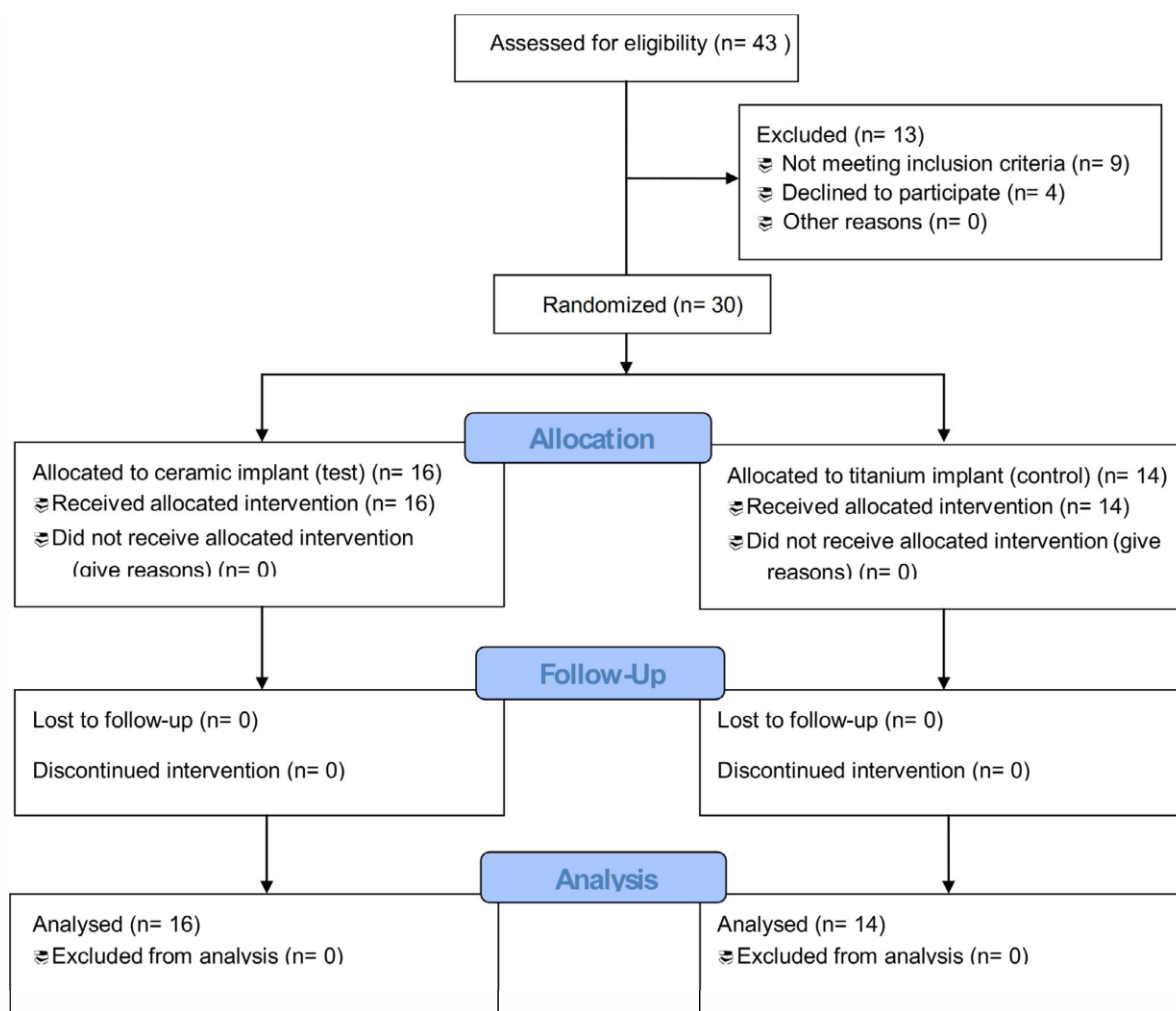 Assessed for eligibility (n= 43 )
Excluded (n= 13)
Not meeting inclusion criteria (n= 9)
Declined to participate (n= 4)
Other reasons (n= 0)
Randomized (n= 30)
Allocation
Allocated to ceramic implant (test) (n= 16)
Received allocated intervention (n= 16)
Did not receive allocated intervention
(give reasons) (n= 0)
Allocated to titanium implant (control) (n= 14)
Received allocated intervention (n= 14)
Did not receive allocated intervention (give
reasons) (n= 0)
Follow-Up
Lost to follow-up (n= 0)
Discontinued intervention (n= 0)
Lost to follow-up (n= 0)
Discontinued intervention (n= 0)
Analysis
Analysed (n= 16)
Excluded from analysis (n= 0)
Analysed (n= 14)
Excluded from analysis (n= 0)